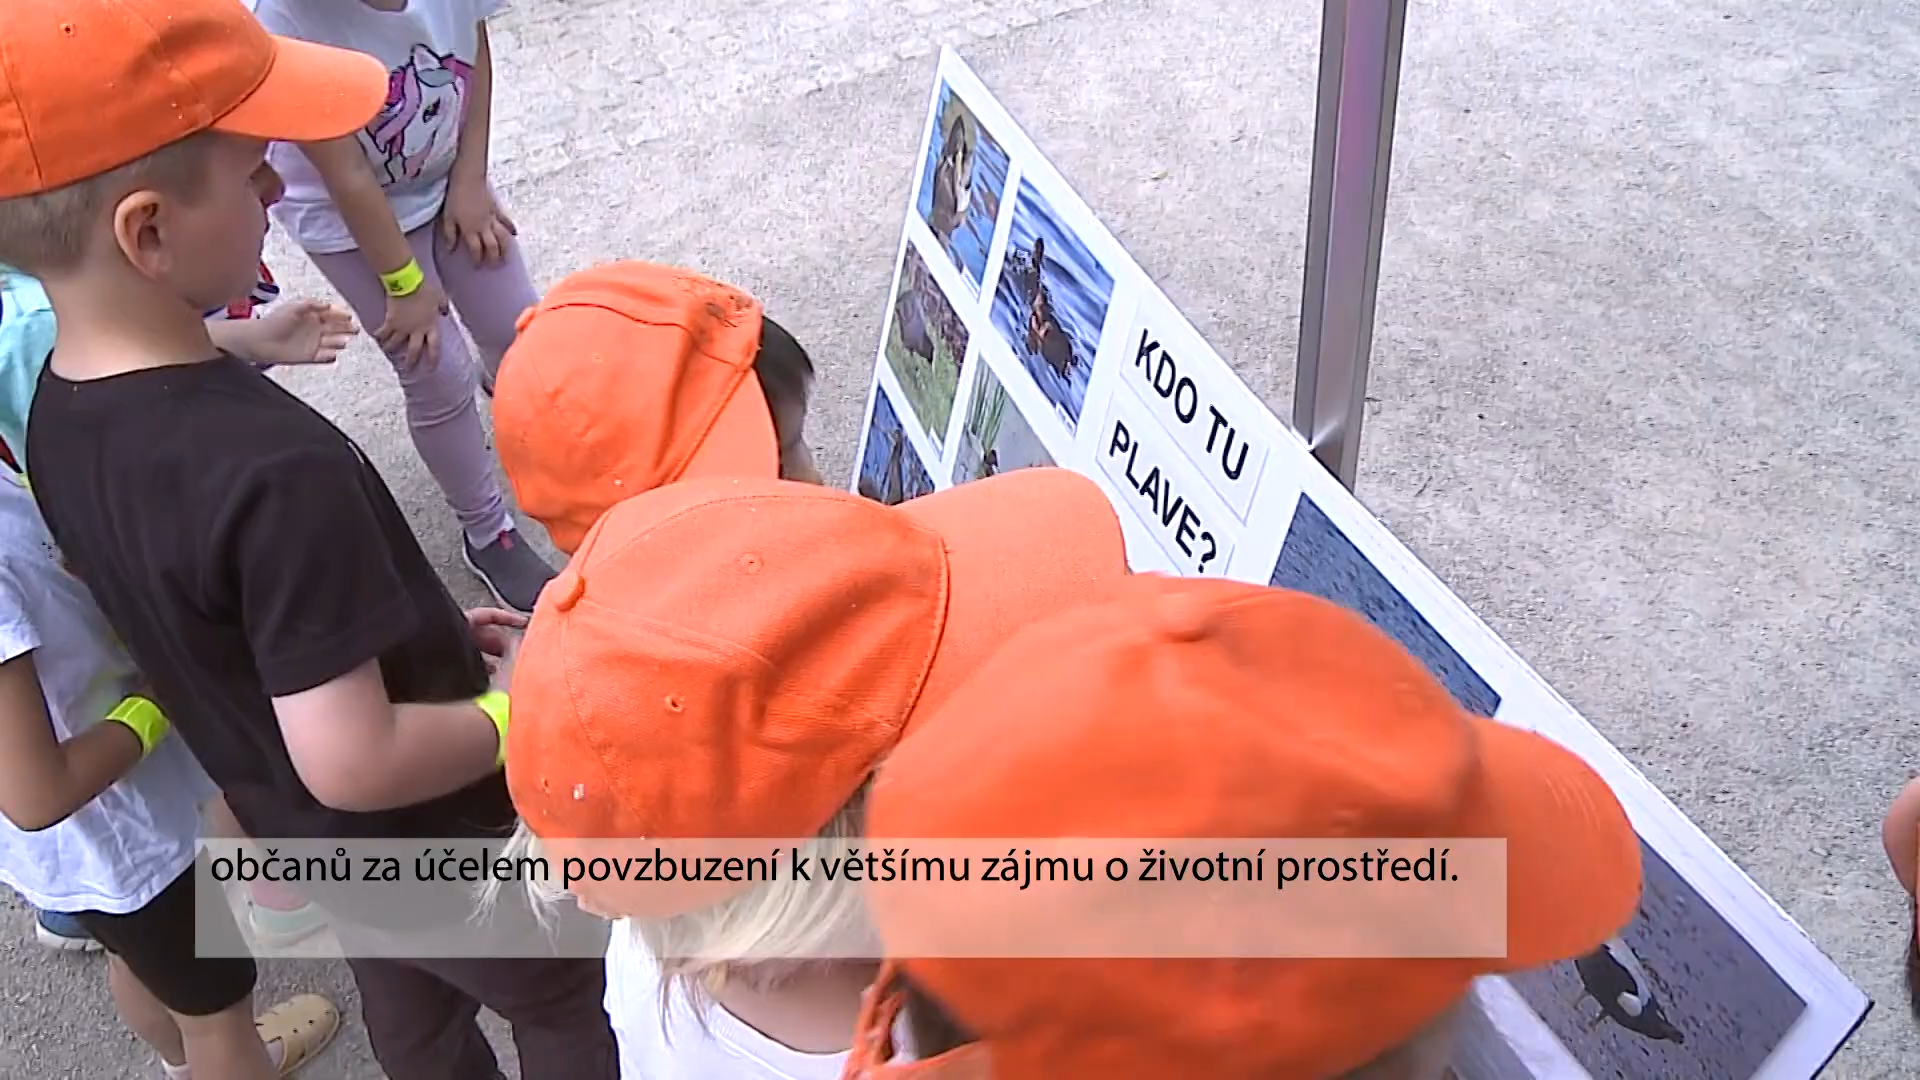 KDO TU
PLAVE?
občanů za účelem povzbuzení k většímu zájmu o životní prostředí.